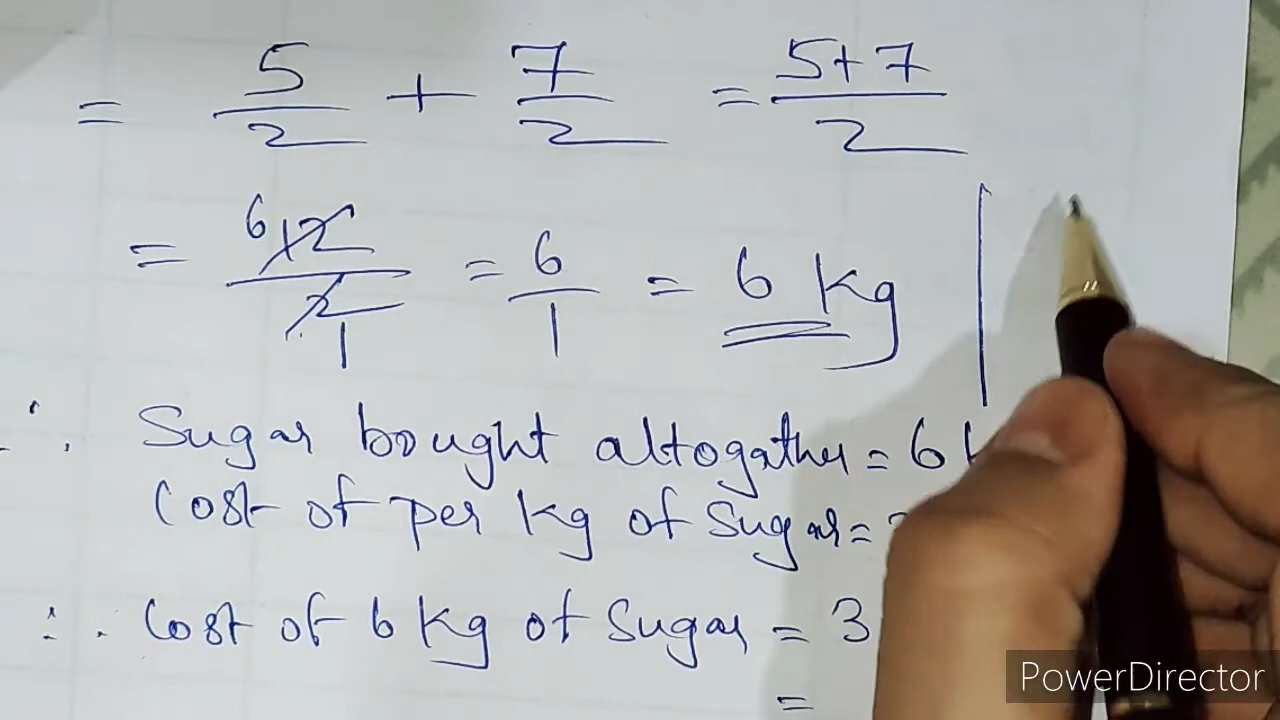 = 5/2 + 7/2 = 5+7/2
= 6 12/2 1 = 6/1 = 6 kg
∴ Sugar bought altogather = 6
Cost of per kg of Sugar =
∴ Cost of 6 kg of Sugar = 3
=
PowerDirector